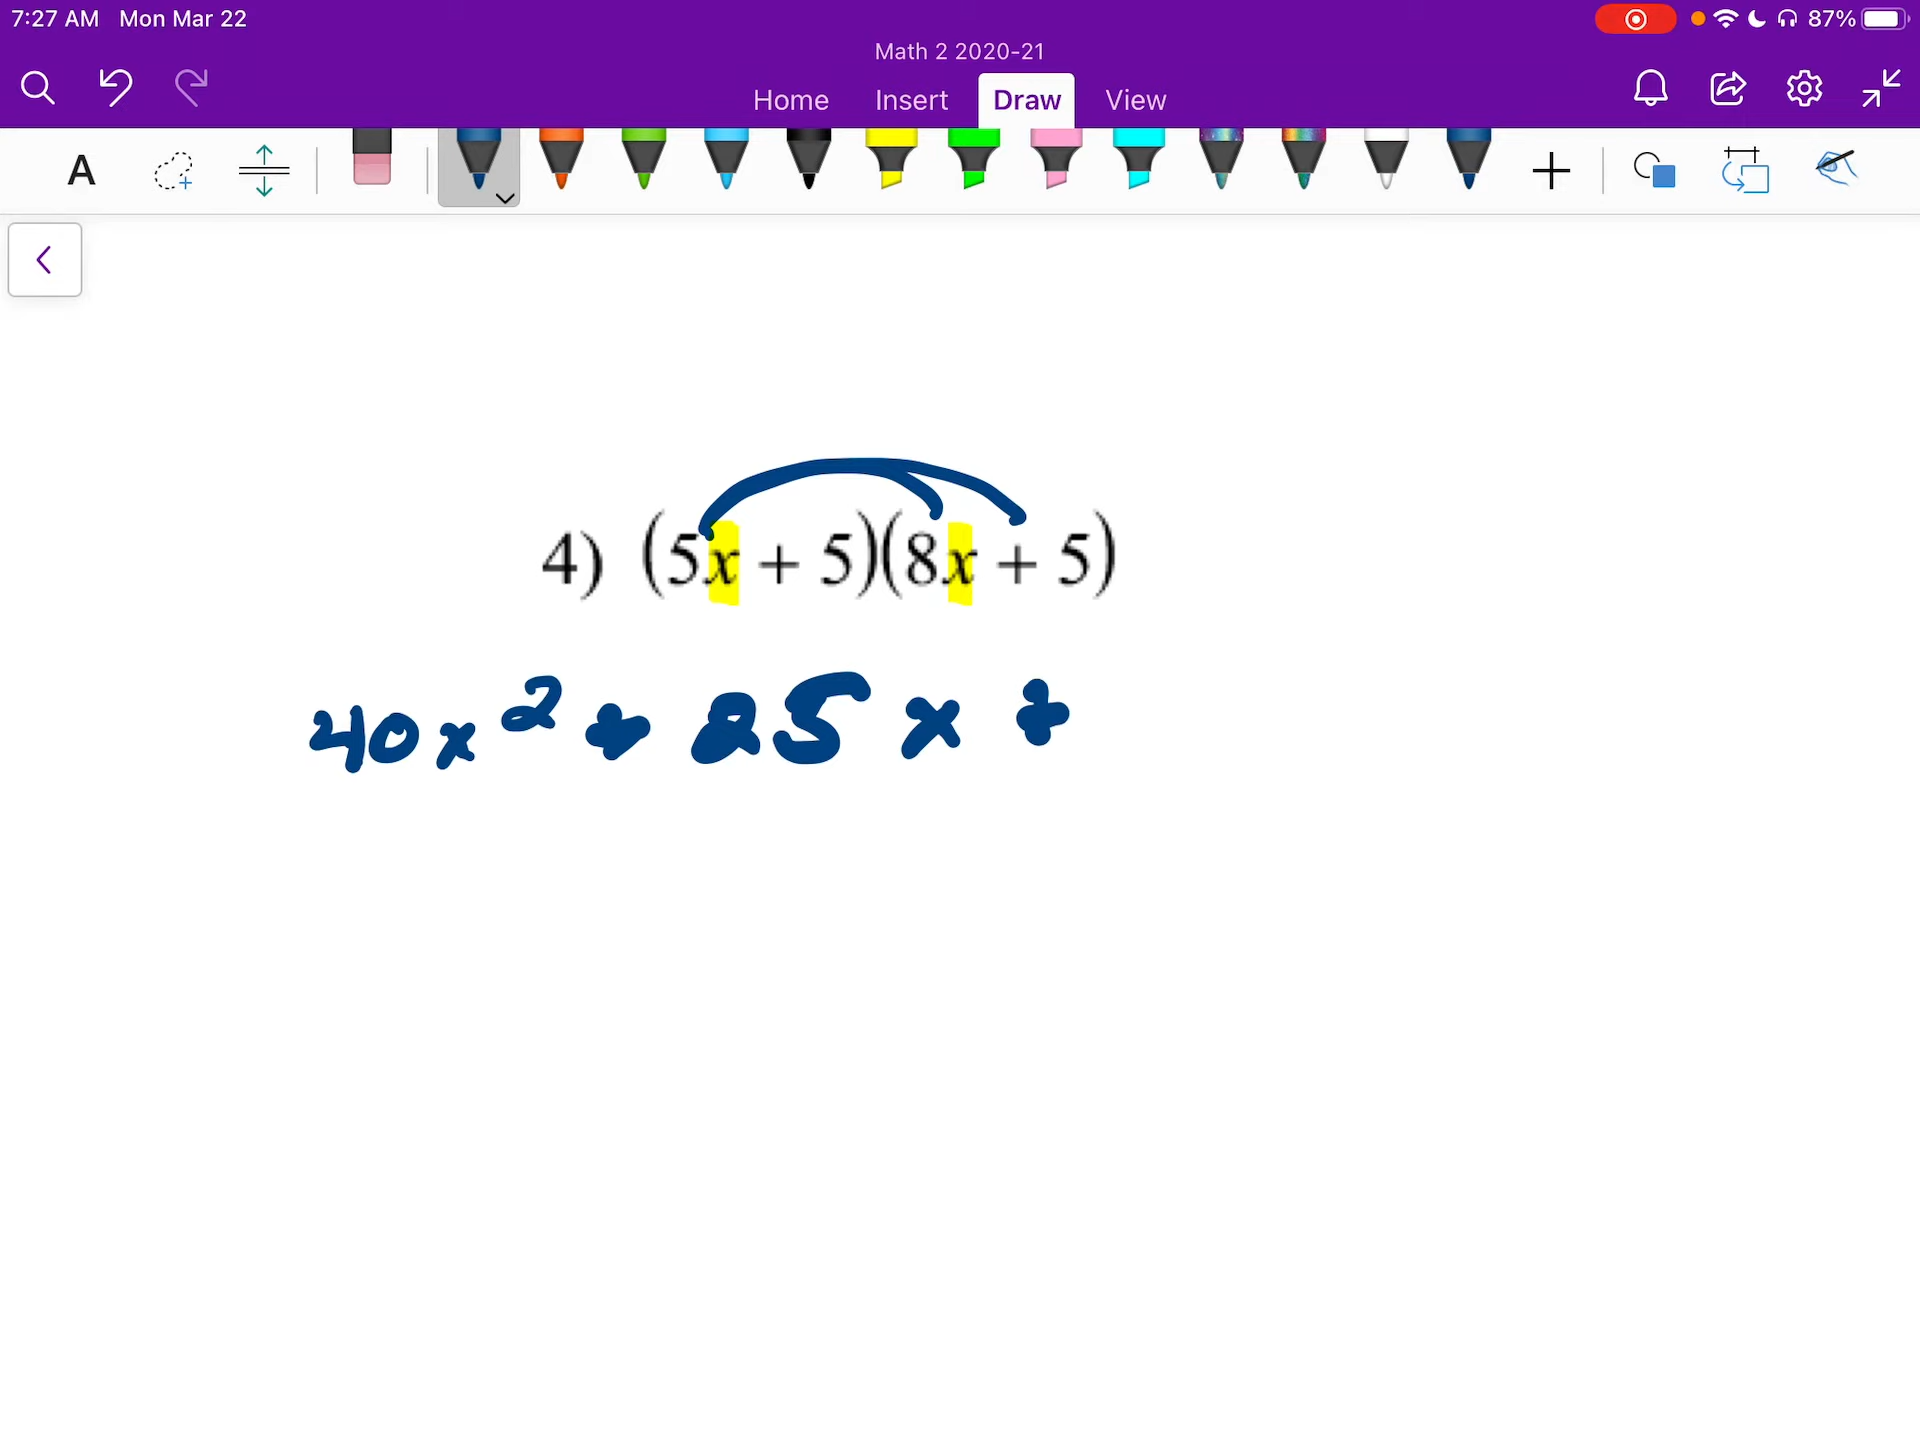 7:27 AM Mon Mar 22 87%
Math 2 2020-21
Home Insert Draw View
A
4) (5x + 5)(8x + 5)
40x² + 25x +